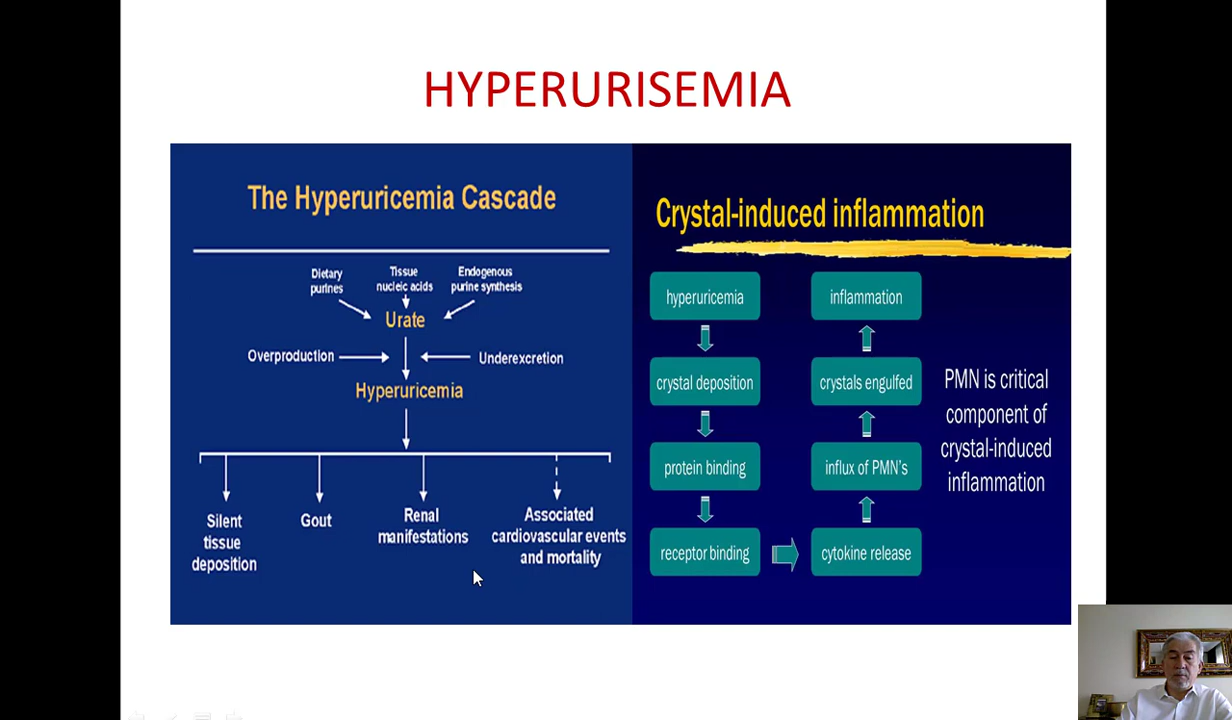 HYPERURISEMIA
The Hyperuricemia Cascade
Dietary
purines
Tissue
nucleic acids
Endogenous
purine synthesis
Urate
Overproduction
Underexcretion
Hyperuricemia
Silent
tissue
deposition
Gout
Renal
manifestations
Associated
cardiovascular events
and mortality
Crystal-induced inflammation
hyperuricemia
crystal deposition
protein binding
receptor binding
cytokine release
influx of PMN's
crystals engulfed
inflammation
PMN is critical
component of
crystal-induced
inflammation